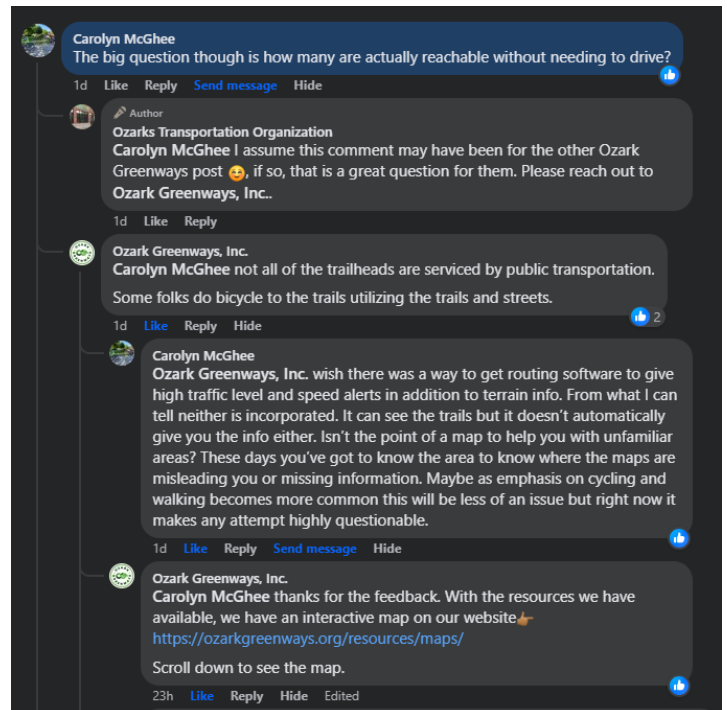 Carolyn McGhee
The big question though is how many are actually reachable without needing to drive?
1d Like Reply Send message Hide
Author
Ozarks Transportation Organization
Carolyn McGhee I assume this comment may have been for the other Ozark
Greenways post 😊, if so, that is a great question for them. Please reach out to
Ozark Greenways, Inc..
1d Like Reply
Ozark Greenways, Inc.
Carolyn McGhee not all of the trailheads are serviced by public transportation.
Some folks do bicycle to the trails utilizing the trails and streets.
2
1d Like Reply Hide
Carolyn McGhee
Ozark Greenways, Inc. wish there was a way to get routing software to give
high traffic level and speed alerts in addition to terrain info. From what I can
tell neither is incorporated. It can see the trails but it doesn't automatically
give you the info either. Isn't the point of a map to help you with unfamiliar
areas? These days you've got to know the area to know where the maps are
misleading you or missing information. Maybe as emphasis on cycling and
walking becomes more common this will be less of an issue but right now it
makes any attempt highly questionable.
1d Like Reply Send message Hide
Ozark Greenways, Inc.
Carolyn McGhee thanks for the feedback. With the resources we have
available, we have an interactive map on our website👉🏾
https://ozarkgreenways.org/resources/maps/
Scroll down to see the map.
23h Like Reply Hide Edited